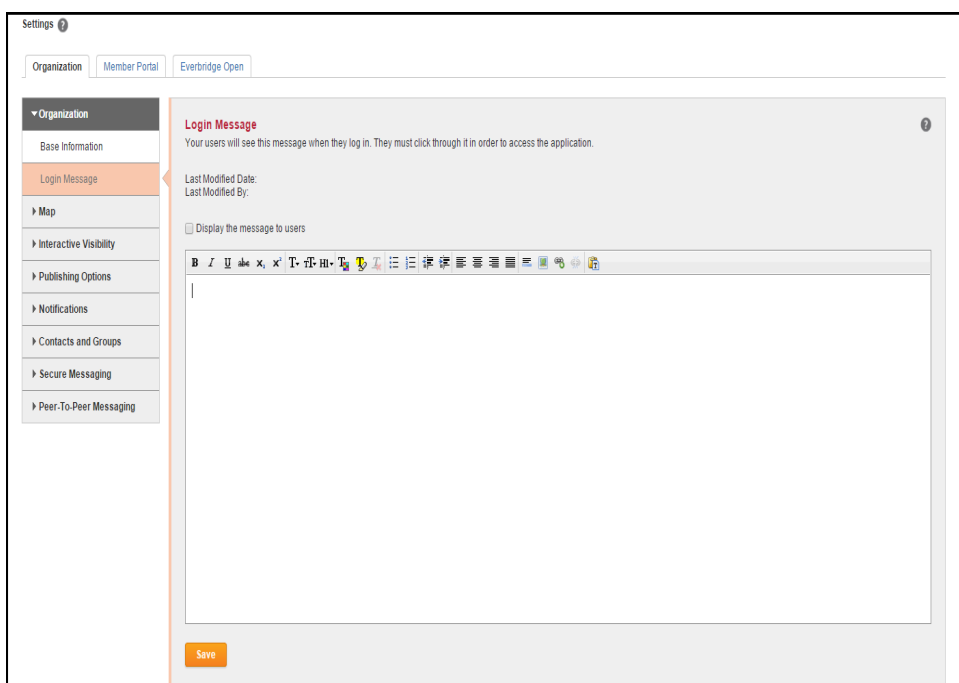 Settings
Organization
Member Portal
Everbridge Open
Organization
Base Information
Login Message
Map
Interactive Visibility
Publishing Options
Notifications
Contacts and Groups
Secure Messaging
Peer-To-Peer Messaging
Login Message
Your users will see this message when they log in. They must click through it in order to access the application.
Last Modified Date:
Last Modified By:
Display the message to users
Save